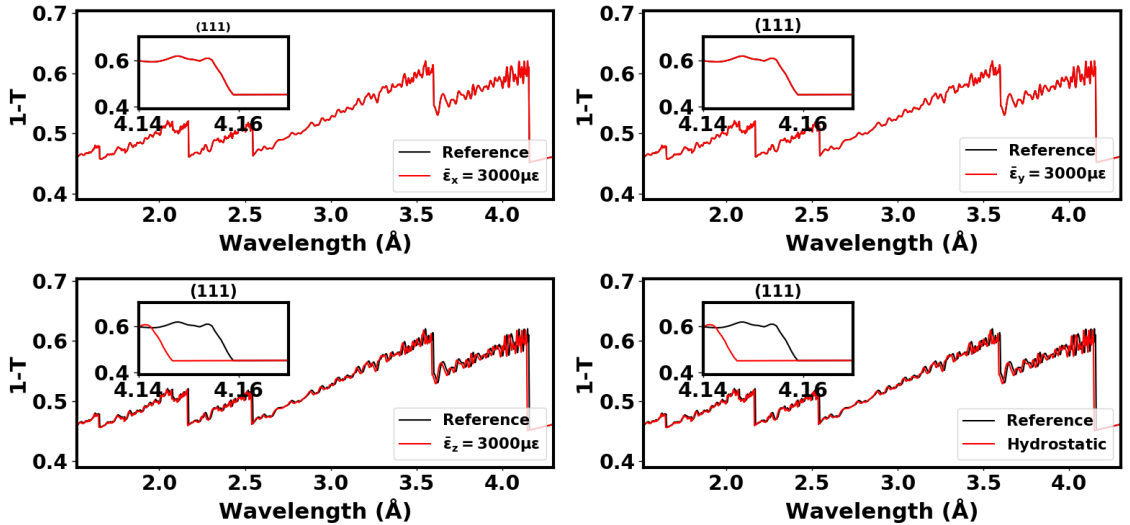 0.7
0.6
0.5
0.4
1-T
(111)
0.6
0.4
4.14
4.16
Reference
ε̄x = 3000με
2.0 2.5 3.0 3.5 4.0
Wavelength (Å)
0.7
0.6
0.5
0.4
1-T
(111)
0.6
0.4
4.14
4.16
Reference
ε̄y = 3000με
2.0 2.5 3.0 3.5 4.0
Wavelength (Å)
0.7
0.6
0.5
0.4
1-T
(111)
0.6
0.4
4.14
4.16
Reference
ε̄z = 3000με
2.0 2.5 3.0 3.5 4.0
Wavelength (Å)
0.7
0.6
0.5
0.4
1-T
(111)
0.6
0.4
4.14
4.16
Reference
Hydrostatic
2.0 2.5 3.0 3.5 4.0
Wavelength (Å)